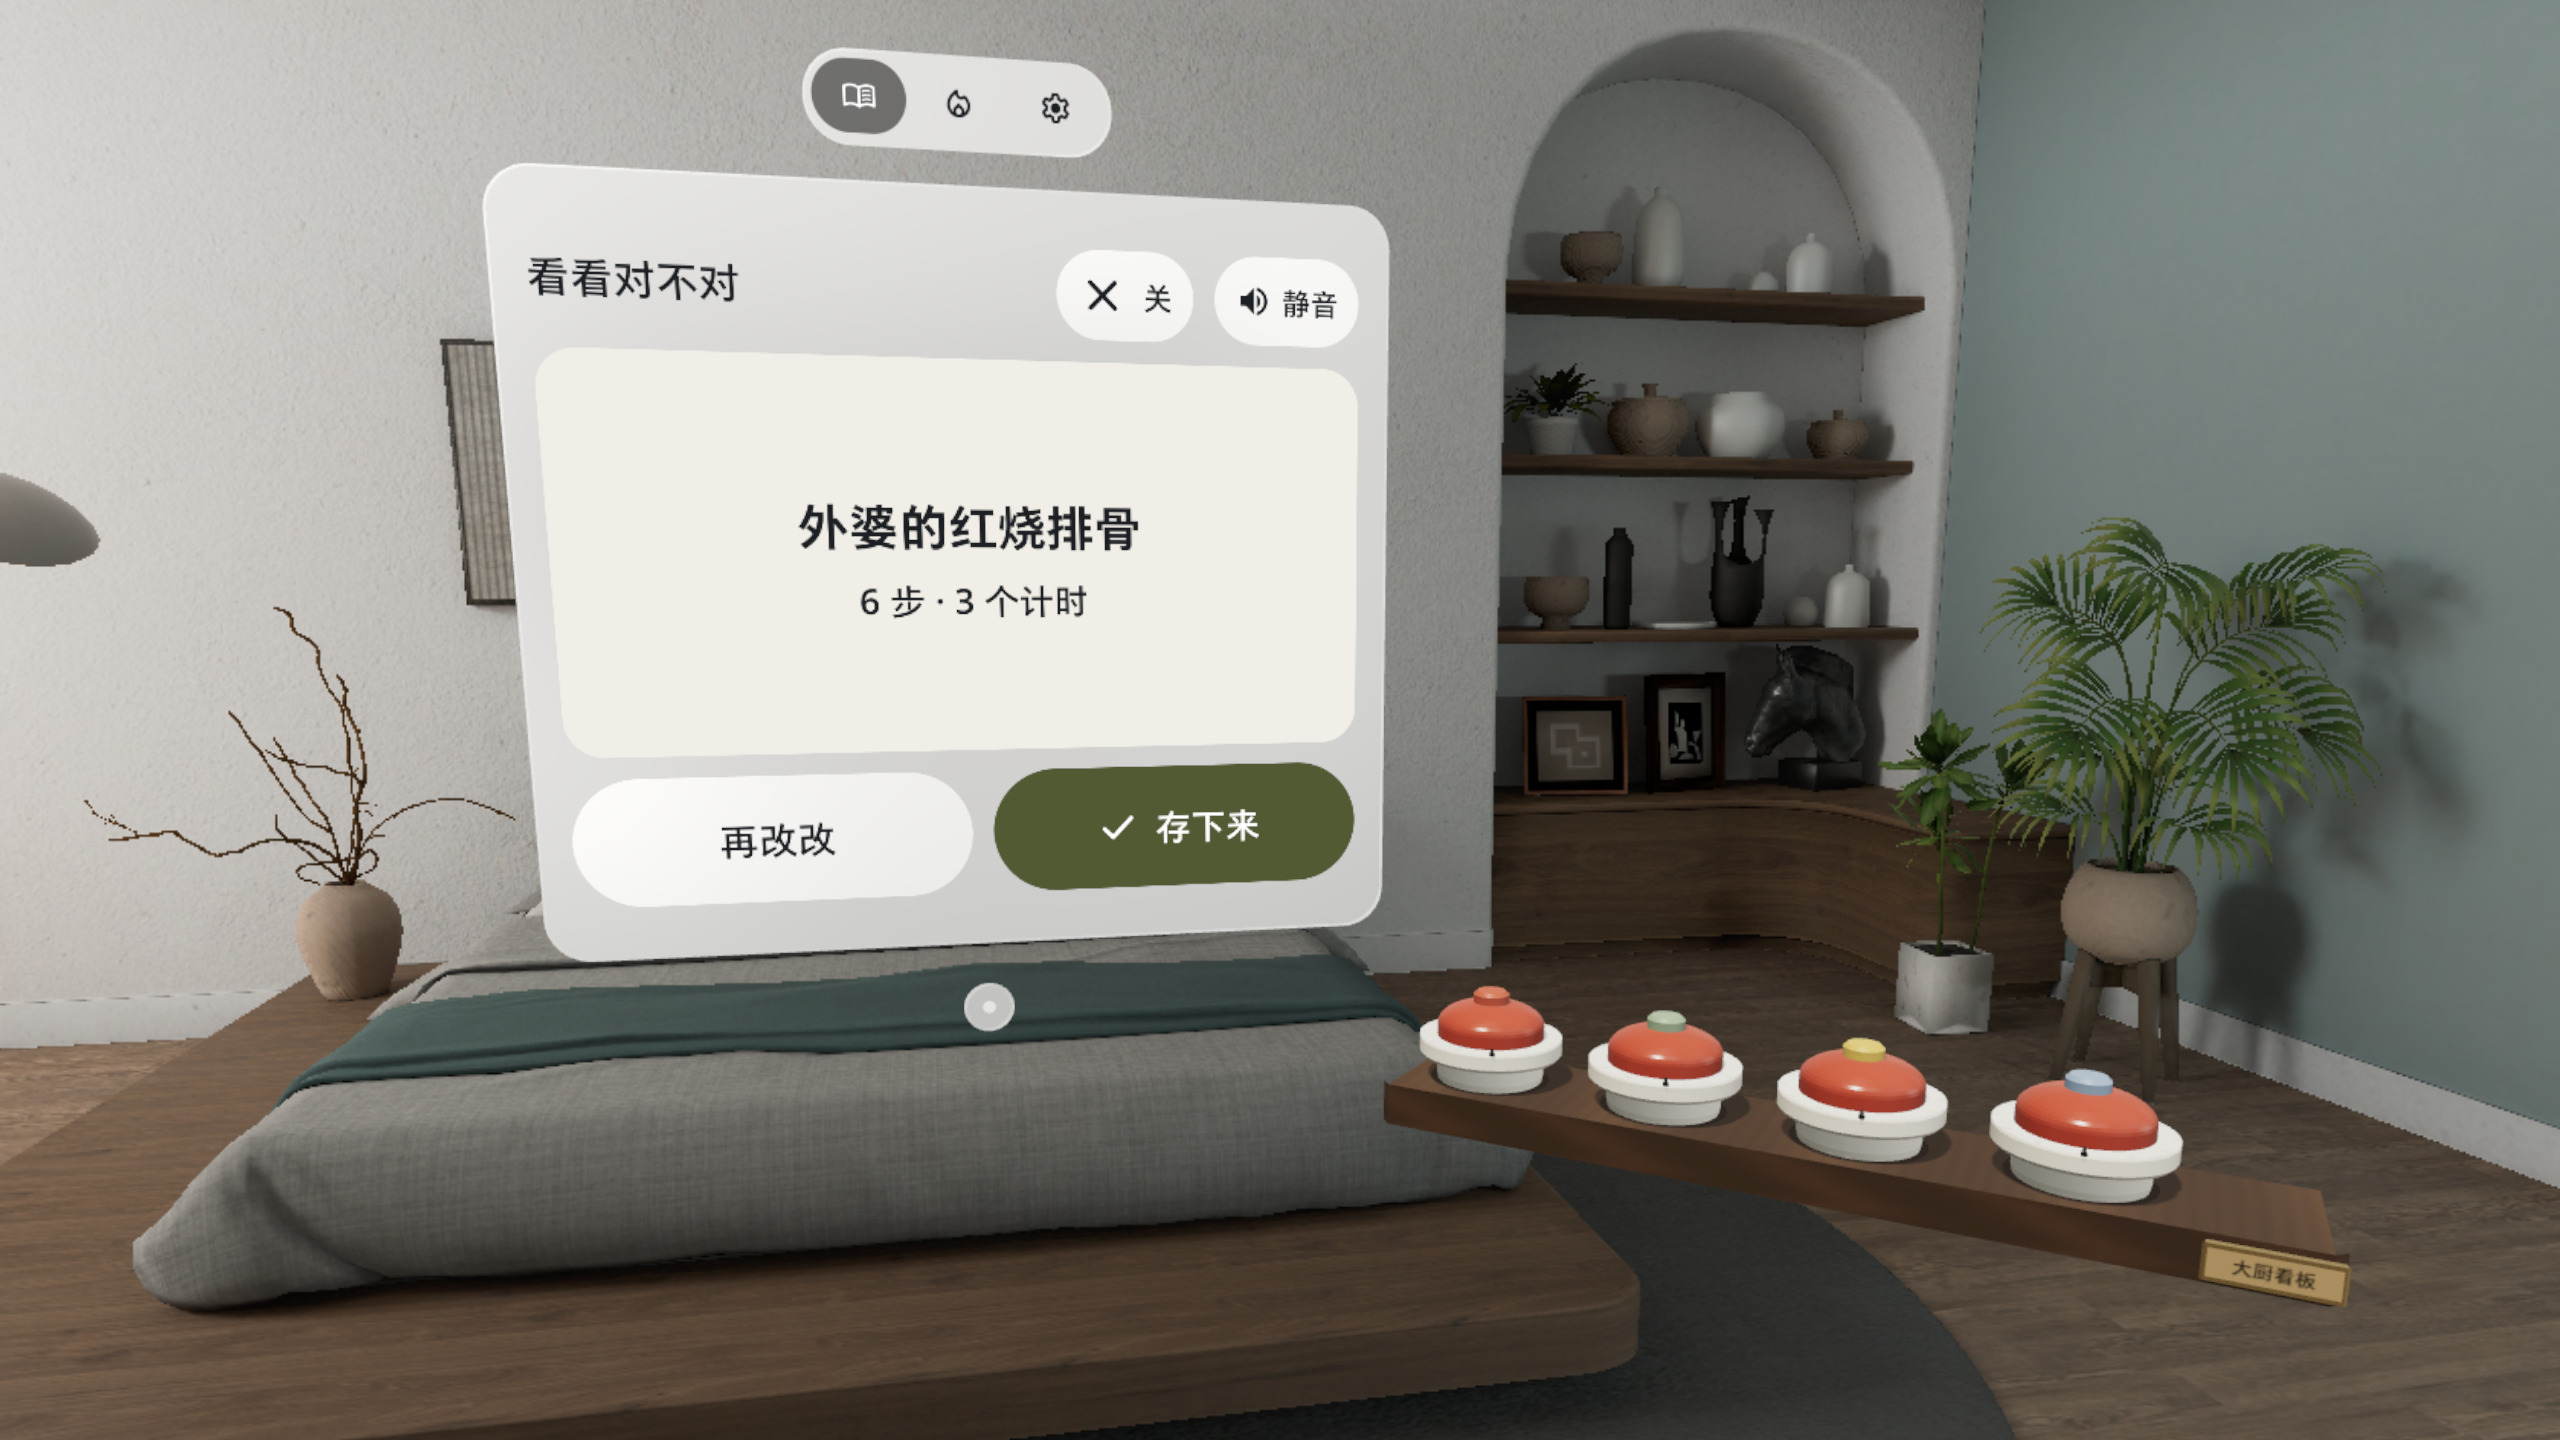 看看对不对
关
静音
外婆的红烧排骨
6 步 · 3 个计时
再改改
存下来
大厨看板